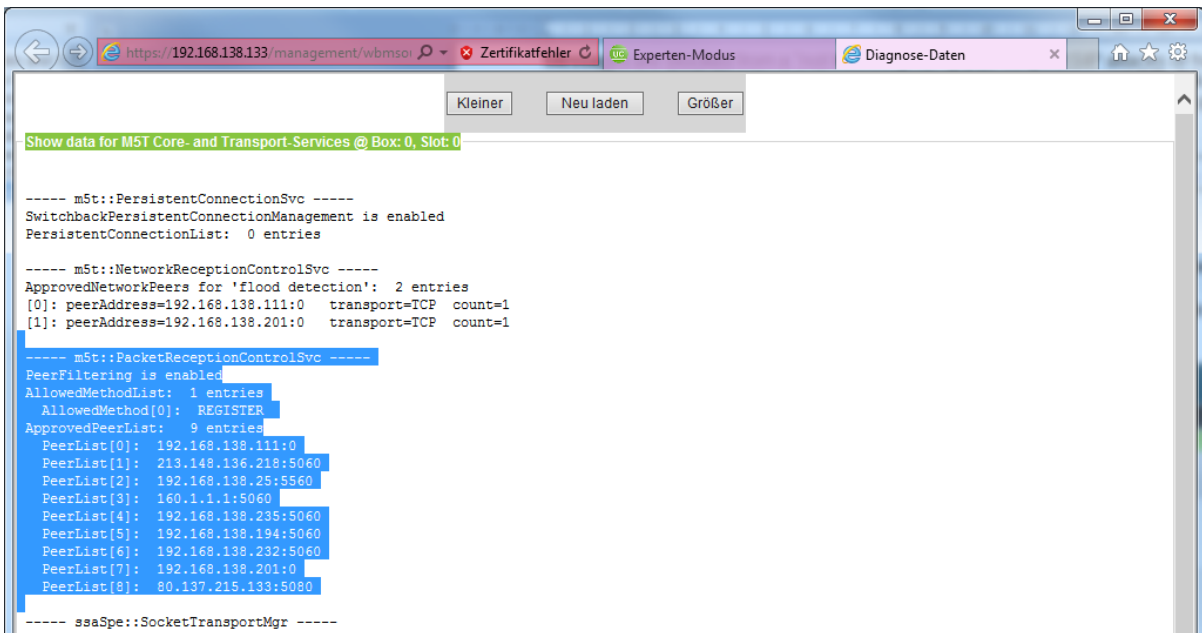 https://192.168.138.133/management/wbmsoi Zertifikatfehler Experten-Modus Diagnose-Daten
Kleiner Neu laden Größer
Show data for M5T Core- and Transport-Services @ Box: 0, Slot: 0
----- m5t::PersistentConnectionSvc -----
SwitchbackPersistentConnectionManagement is enabled
PersistentConnectionList:  0 entries
----- m5t::NetworkReceptionControlSvc -----
ApprovedNetworkPeers for 'flood detection':  2 entries
[0]: peerAddress=192.168.138.111:0   transport=TCP  count=1
[1]: peerAddress=192.168.138.201:0   transport=TCP  count=1
----- m5t::PacketReceptionControlSvc -----
PeerFiltering is enabled
AllowedMethodList:  1 entries
  AllowedMethod[0]:  REGISTER
ApprovedPeerList:   9 entries
  PeerList[0]:  192.168.138.111:0
  PeerList[1]:  213.148.136.218:5060
  PeerList[2]:  192.168.138.25:5560
  PeerList[3]:  160.1.1.1:5060
  PeerList[4]:  192.168.138.235:5060
  PeerList[5]:  192.168.138.194:5060
  PeerList[6]:  192.168.138.232:5060
  PeerList[7]:  192.168.138.201:0
  PeerList[8]:  80.137.215.133:5080
----- ssaSpe::SocketTransportMgr -----